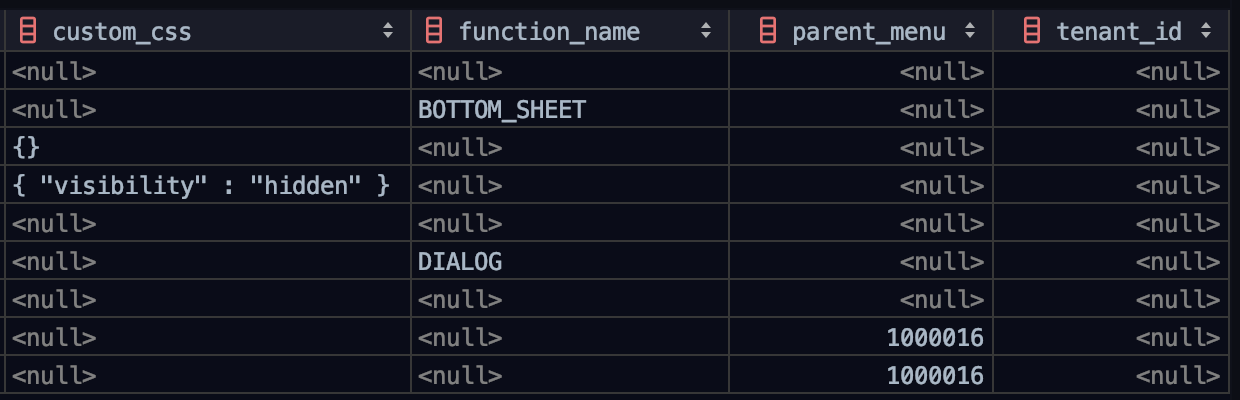 custom_css function_name parent_menu tenant_id
<null> <null> <null> <null>
<null> BOTTOM_SHEET <null> <null>
{} <null> <null> <null>
{ "visibility" : "hidden" } <null> <null> <null>
<null> <null> <null> <null>
<null> DIALOG <null> <null>
<null> <null> <null> <null>
<null> <null> 1000016 <null>
<null> <null> 1000016 <null>